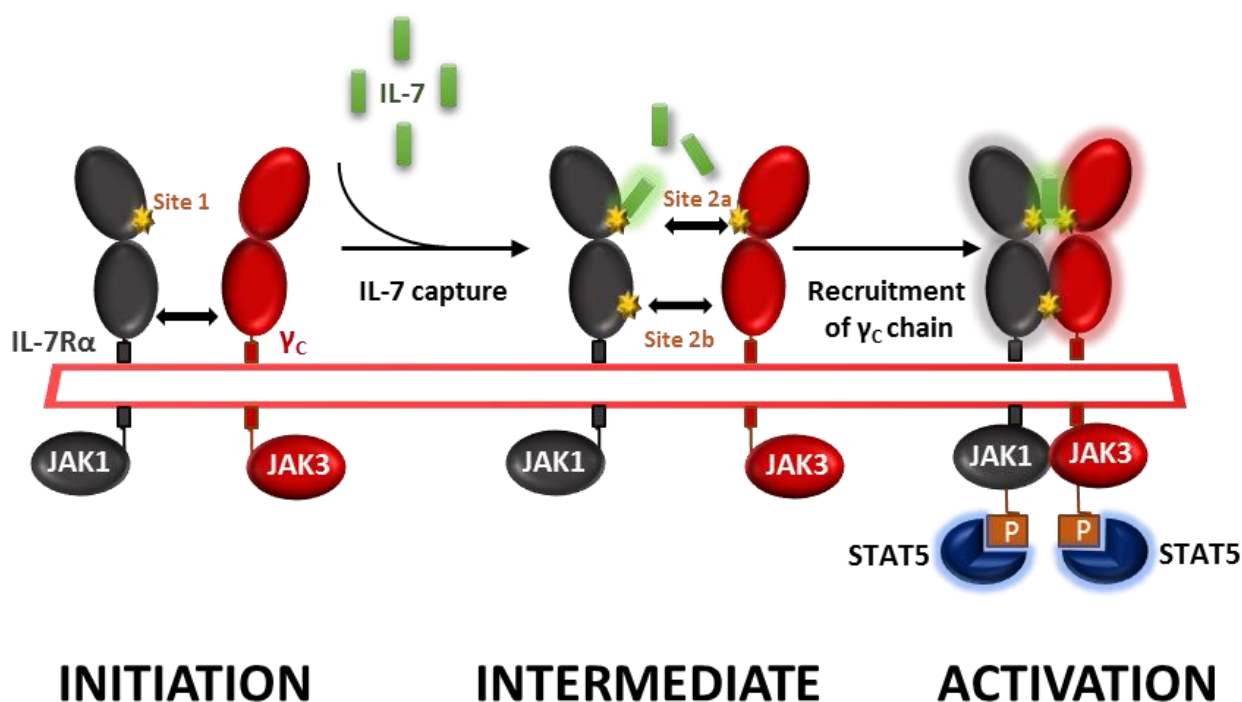 IL-7
Site 1
Site 2a
IL-7 capture
Recruitment
of γc chain
Site 2b
IL-7Rα
γc
JAK1
JAK3
JAK1
JAK3
JAK1
JAK3
P
P
STAT5
STAT5
INITIATION
INTERMEDIATE
ACTIVATION